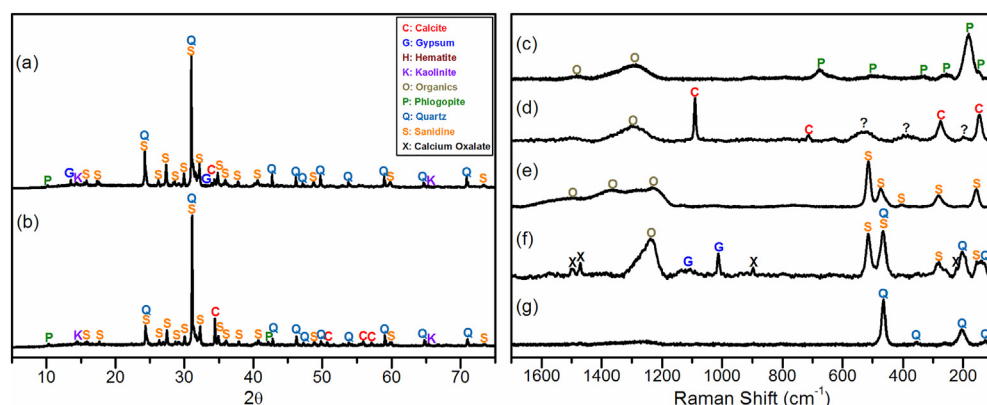 (a)
Q
S
Q
S
P
G
K
S
S
S
S
S
S
S
G
C
S
S
S
S
Q
Q
Q
S
Q
Q
Q
S
Q
K
Q
S
C: Calcite
G: Gypsum
H: Hematite
K: Kaolinite
O: Organics
P: Phlogopite
Q: Quartz
S: Sanidine
X: Calcium Oxalate
(b)
Q
S
Q
S
P
K
S
S
S
S
S
S
S
C
S
S
S
S
P
Q
Q
Q
S
Q
C
Q
C
C
Q
S
Q
K
Q
S
5
10
20
30
40
50
60
70
2θ
(c)
O
O
P
P
P
P
P
P
(d)
O
C
C
?
?
C
?
C
(e)
O
O
O
S
S
S
S
S
(f)
X
X
O
G
G
X
S
Q
S
S
X
Q
S
Q
(g)
Q
Q
Q
Q
1600
1400
1200
1000
800
600
400
200
Raman Shift (cm-1)